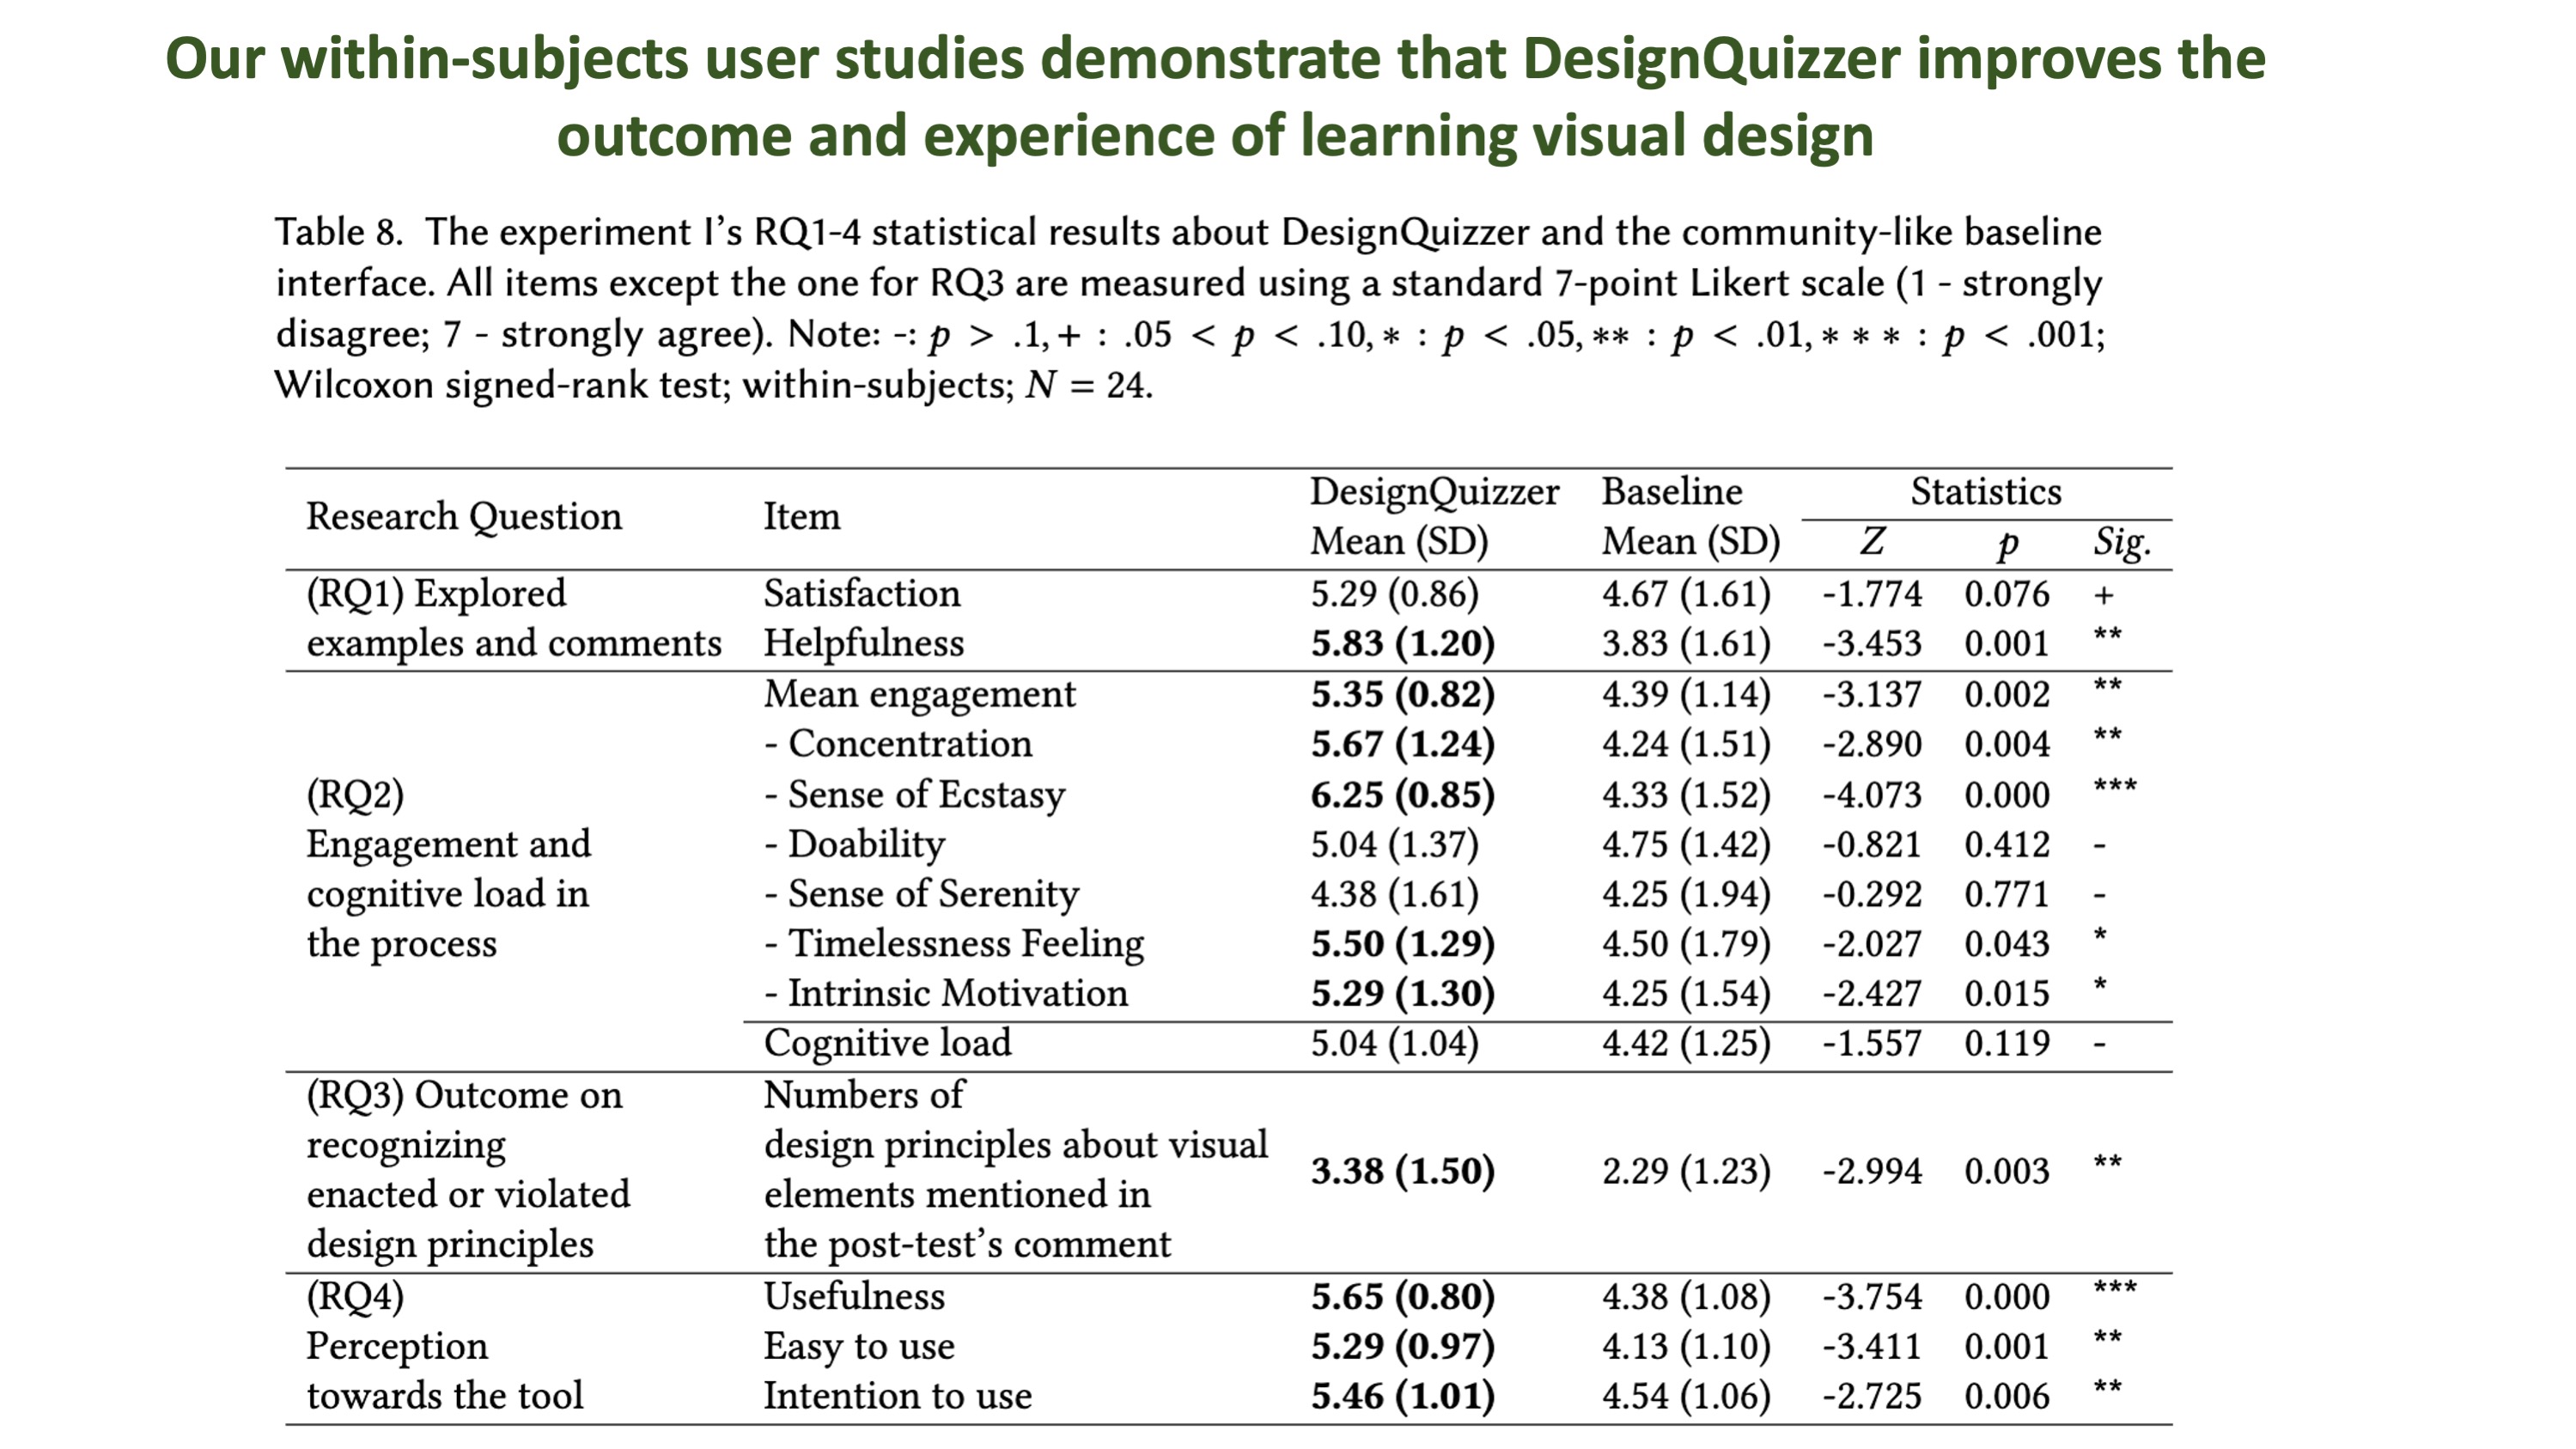 Our within-subjects user studies demonstrate that DesignQuizzer improves the
outcome and experience of learning visual design
Table 8. The experiment I's RQ1-4 statistical results about DesignQuizzer and the community-like baseline
interface. All items except the one for RQ3 are measured using a standard 7-point Likert scale (1 - strongly
disagree; 7 - strongly agree). Note: -: p > .1, + : .05 < p < .10, * : p < .05, ** : p < .01, * * * : p < .001;
Wilcoxon signed-rank test; within-subjects; N = 24.
Research Question Item DesignQuizzer Mean (SD) Baseline Mean (SD) Statistics
Z p Sig.
(RQ1) Explored Satisfaction 5.29 (0.86) 4.67 (1.61) -1.774 0.076 +
examples and comments Helpfulness 5.83 (1.20) 3.83 (1.61) -3.453 0.001 **
Mean engagement 5.35 (0.82) 4.39 (1.14) -3.137 0.002 **
- Concentration 5.67 (1.24) 4.24 (1.51) -2.890 0.004 **
(RQ2) - Sense of Ecstasy 6.25 (0.85) 4.33 (1.52) -4.073 0.000 ***
Engagement and - Doability 5.04 (1.37) 4.75 (1.42) -0.821 0.412 -
cognitive load in - Sense of Serenity 4.38 (1.61) 4.25 (1.94) -0.292 0.771 -
the process - Timelessness Feeling 5.50 (1.29) 4.50 (1.79) -2.027 0.043 *
- Intrinsic Motivation 5.29 (1.30) 4.25 (1.54) -2.427 0.015 *
Cognitive load 5.04 (1.04) 4.42 (1.25) -1.557 0.119 -
(RQ3) Outcome on Numbers of
recognizing design principles about visual
enacted or violated elements mentioned in 3.38 (1.50) 2.29 (1.23) -2.994 0.003 **
design principles the post-test's comment
(RQ4) Usefulness 5.65 (0.80) 4.38 (1.08) -3.754 0.000 ***
Perception Easy to use 5.29 (0.97) 4.13 (1.10) -3.411 0.001 **
towards the tool Intention to use 5.46 (1.01) 4.54 (1.06) -2.725 0.006 **